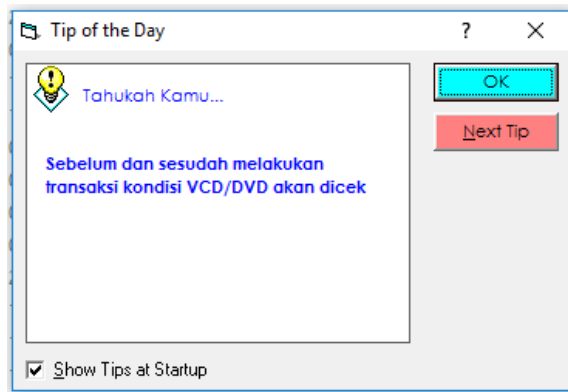 Tip of the Day
?
Tahukah Kamu...
OK
Next Tip
Sebelum dan sesudah melakukan
transaksi kondisi VCD/DVD akan dicek
Show Tips at Startup